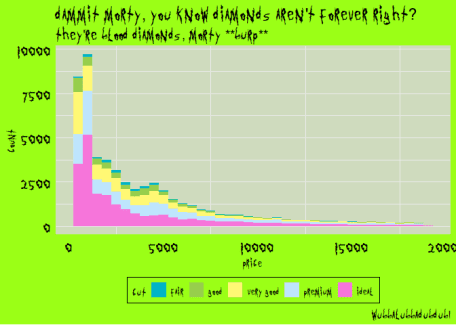 dAMMit MoRty, you KNOW diAMoNds AREN't FoREvER Right?
they'RE bLood diAMoNds, MoRty **buRp**
10000
7500
5000
2500
0
CouNt
0
5000
10000
15000
2000
pRiCE
Cut FAiR good vERy good pREMiuM idEAL
WubbALubbAdubdub!